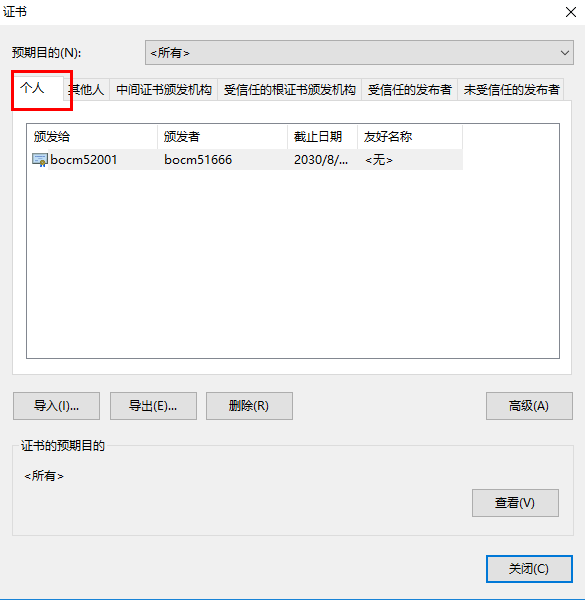 证书
预期目的(N): <所有>
个人 其他人 中间证书颁发机构 受信任的根证书颁发机构 受信任的发布者 未受信任的发布者
颁发给 颁发者 截止日期 友好名称
bocm52001 bocm51666 2030/8/... <无>
导入(I)... 导出(E)... 删除(R) 高级(A)
证书的预期目的
<所有>
查看(V)
关闭(C)